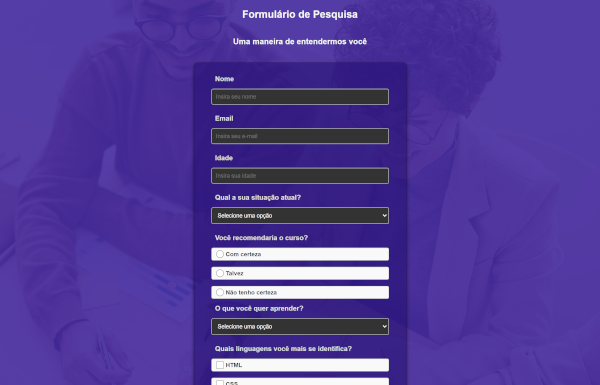 Formulário de Pesquisa
Uma maneira de entendermos você
Nome
Insira seu nome
Email
Insira seu e-mail
Idade
Insira sua idade
Qual a sua situação atual?
Selecione uma opção
Você recomendaria o curso?
Com certeza
Talvez
Não tenho certeza
O que você quer aprender?
Selecione uma opção
Quais linguagens você mais se identifica?
HTML
CSS